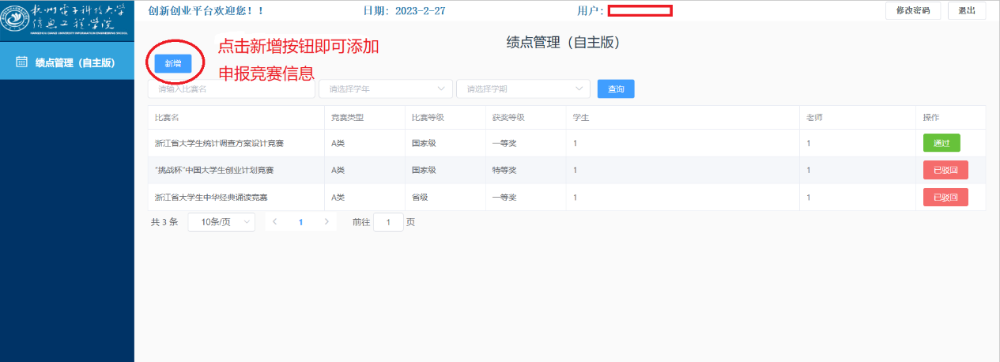 杭州电子科技大学
信息工程学院
HANGZHOU DIANZI UNIVERSITY INFORMATION ENGINEERING SCHOOL
创新创业平台欢迎您！！
日期：2023-2-27
用户：
修改密码
退出
绩点管理（自主版）
绩点管理（自主版）
新增
点击新增按钮即可添加
申报竞赛信息
请输入比赛名
请选择学年
请选择学期
查询
比赛名 竞赛类型 比赛等级 获奖等级 学生 老师 操作
浙江省大学生统计调查方案设计竞赛 A类 国家级 一等奖 1 1 通过
“挑战杯”中国大学生创业计划竞赛 A类 国家级 特等奖 1 1 已驳回
浙江省大学生中华经典诵读竞赛 A类 省级 一等奖 1 1 已驳回
共 3 条 10条/页 1 前往 1 页